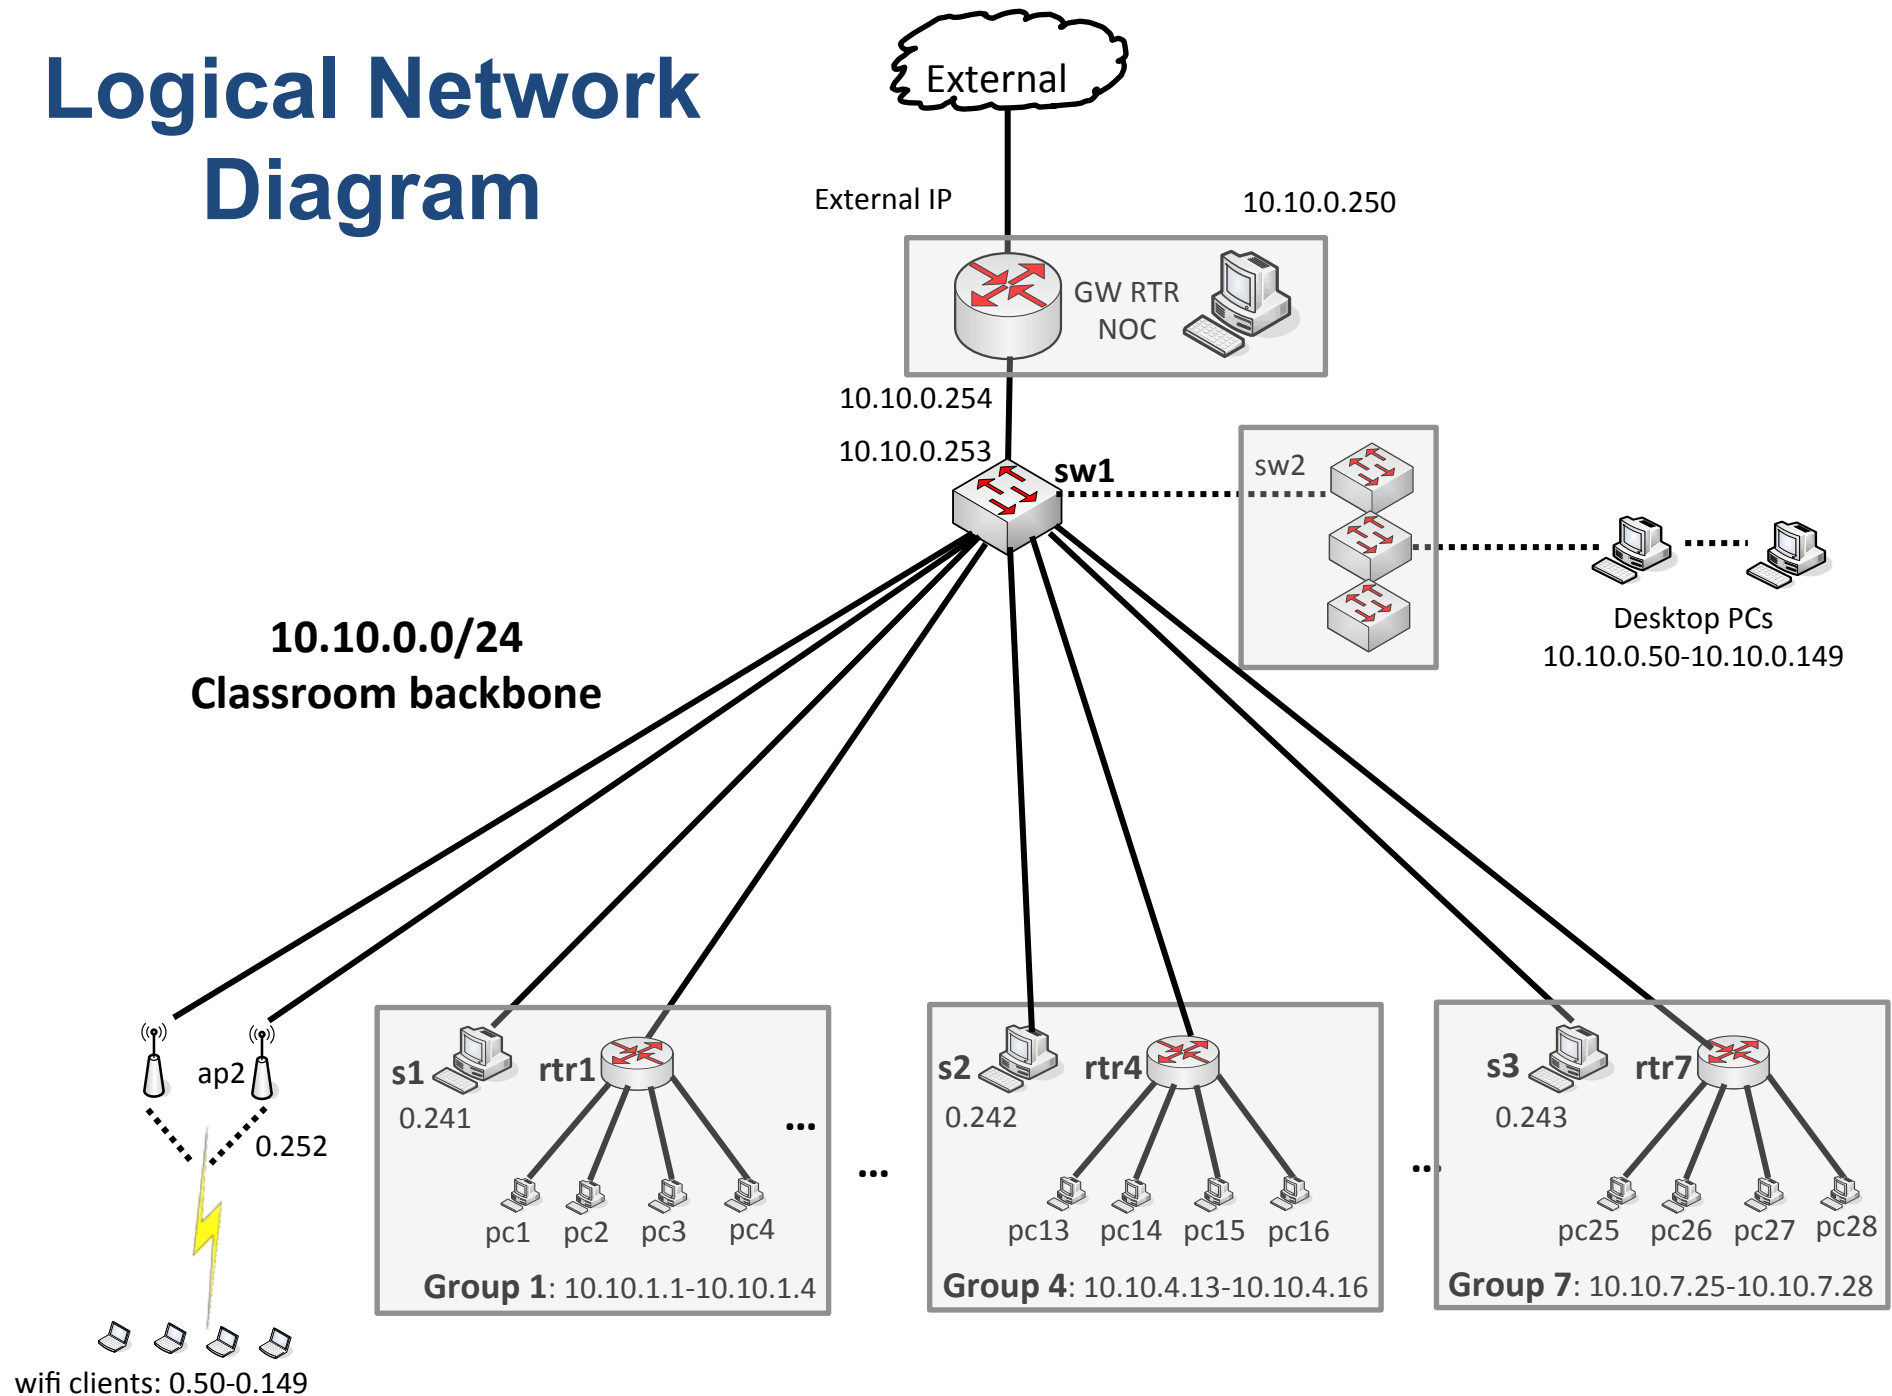 Logical Network
Diagram
External
External IP
10.10.0.250
GW RTR
NOC
10.10.0.254
10.10.0.253
sw1
sw2
Desktop PCs
10.10.0.50-10.10.0.149
10.10.0.0/24
Classroom backbone
ap2
0.252
wifi clients: 0.50-0.149
s1
0.241
rtr1
...
pc1
pc2
pc3
pc4
Group 1: 10.10.1.1-10.10.1.4
...
s2
0.242
rtr4
pc13
pc14
pc15
pc16
Group 4: 10.10.4.13-10.10.4.16
...
s3
0.243
rtr7
pc25
pc26
pc27
pc28
Group 7: 10.10.7.25-10.10.7.28